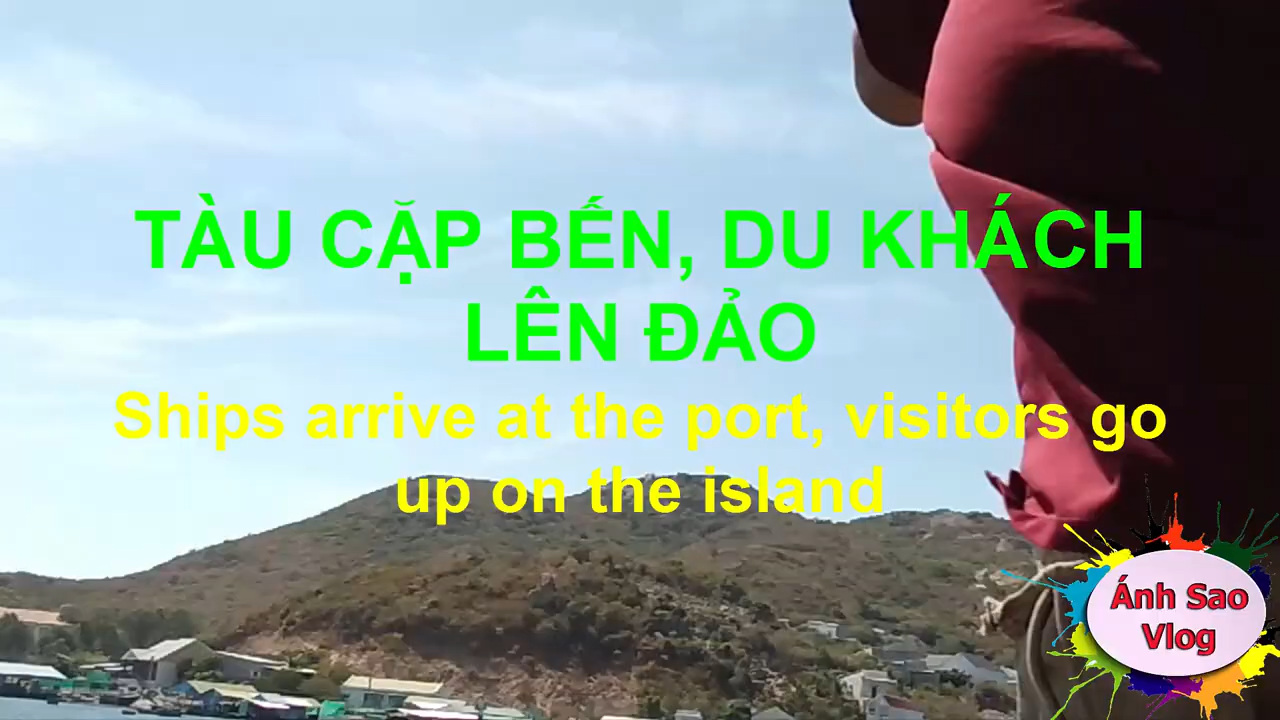 TÀU CẶP BẾN, DU KHÁCH
LÊN ĐẢO
Ships arrive at the port, visitors go
up on the island
Ánh Sao
Vlog